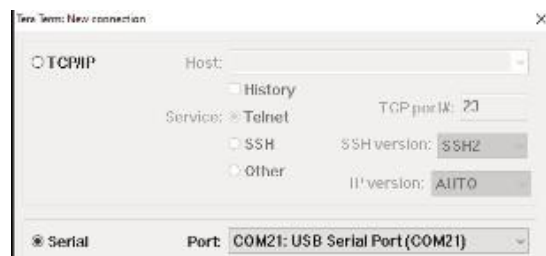 Tera Term: New connection
TCP/IP Host:
History
Service: Telnet TCP port#: 23
SSH SSH version: SSH2
Other IP version: AUTO
Serial Port: COM21: USB Serial Port (COM21)